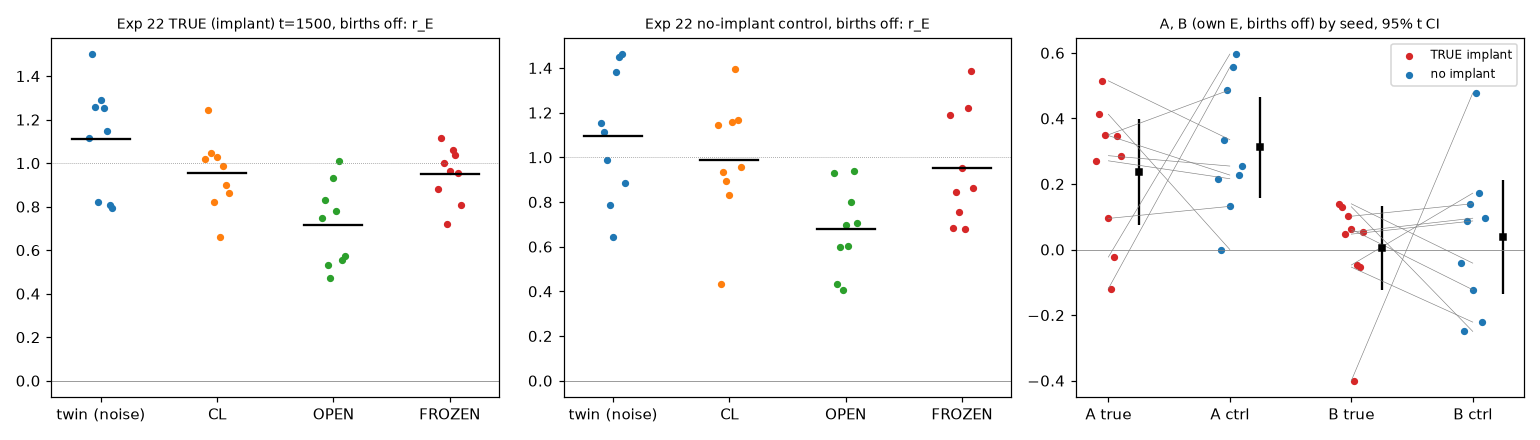 Exp 22 TRUE (implant) t=1500, births off: r_E
1.4
1.2
1.0
0.8
0.6
0.4
0.2
0.0
twin (noise) CL OPEN FROZEN
Exp 22 no-implant control, births off: r_E
1.4
1.2
1.0
0.8
0.6
0.4
0.2
0.0
twin (noise) CL OPEN FROZEN
A, B (own E, births off) by seed, 95% t CI
TRUE implant
no implant
0.6
0.4
0.2
0.0
−0.2
−0.4
A true A ctrl B true B ctrl